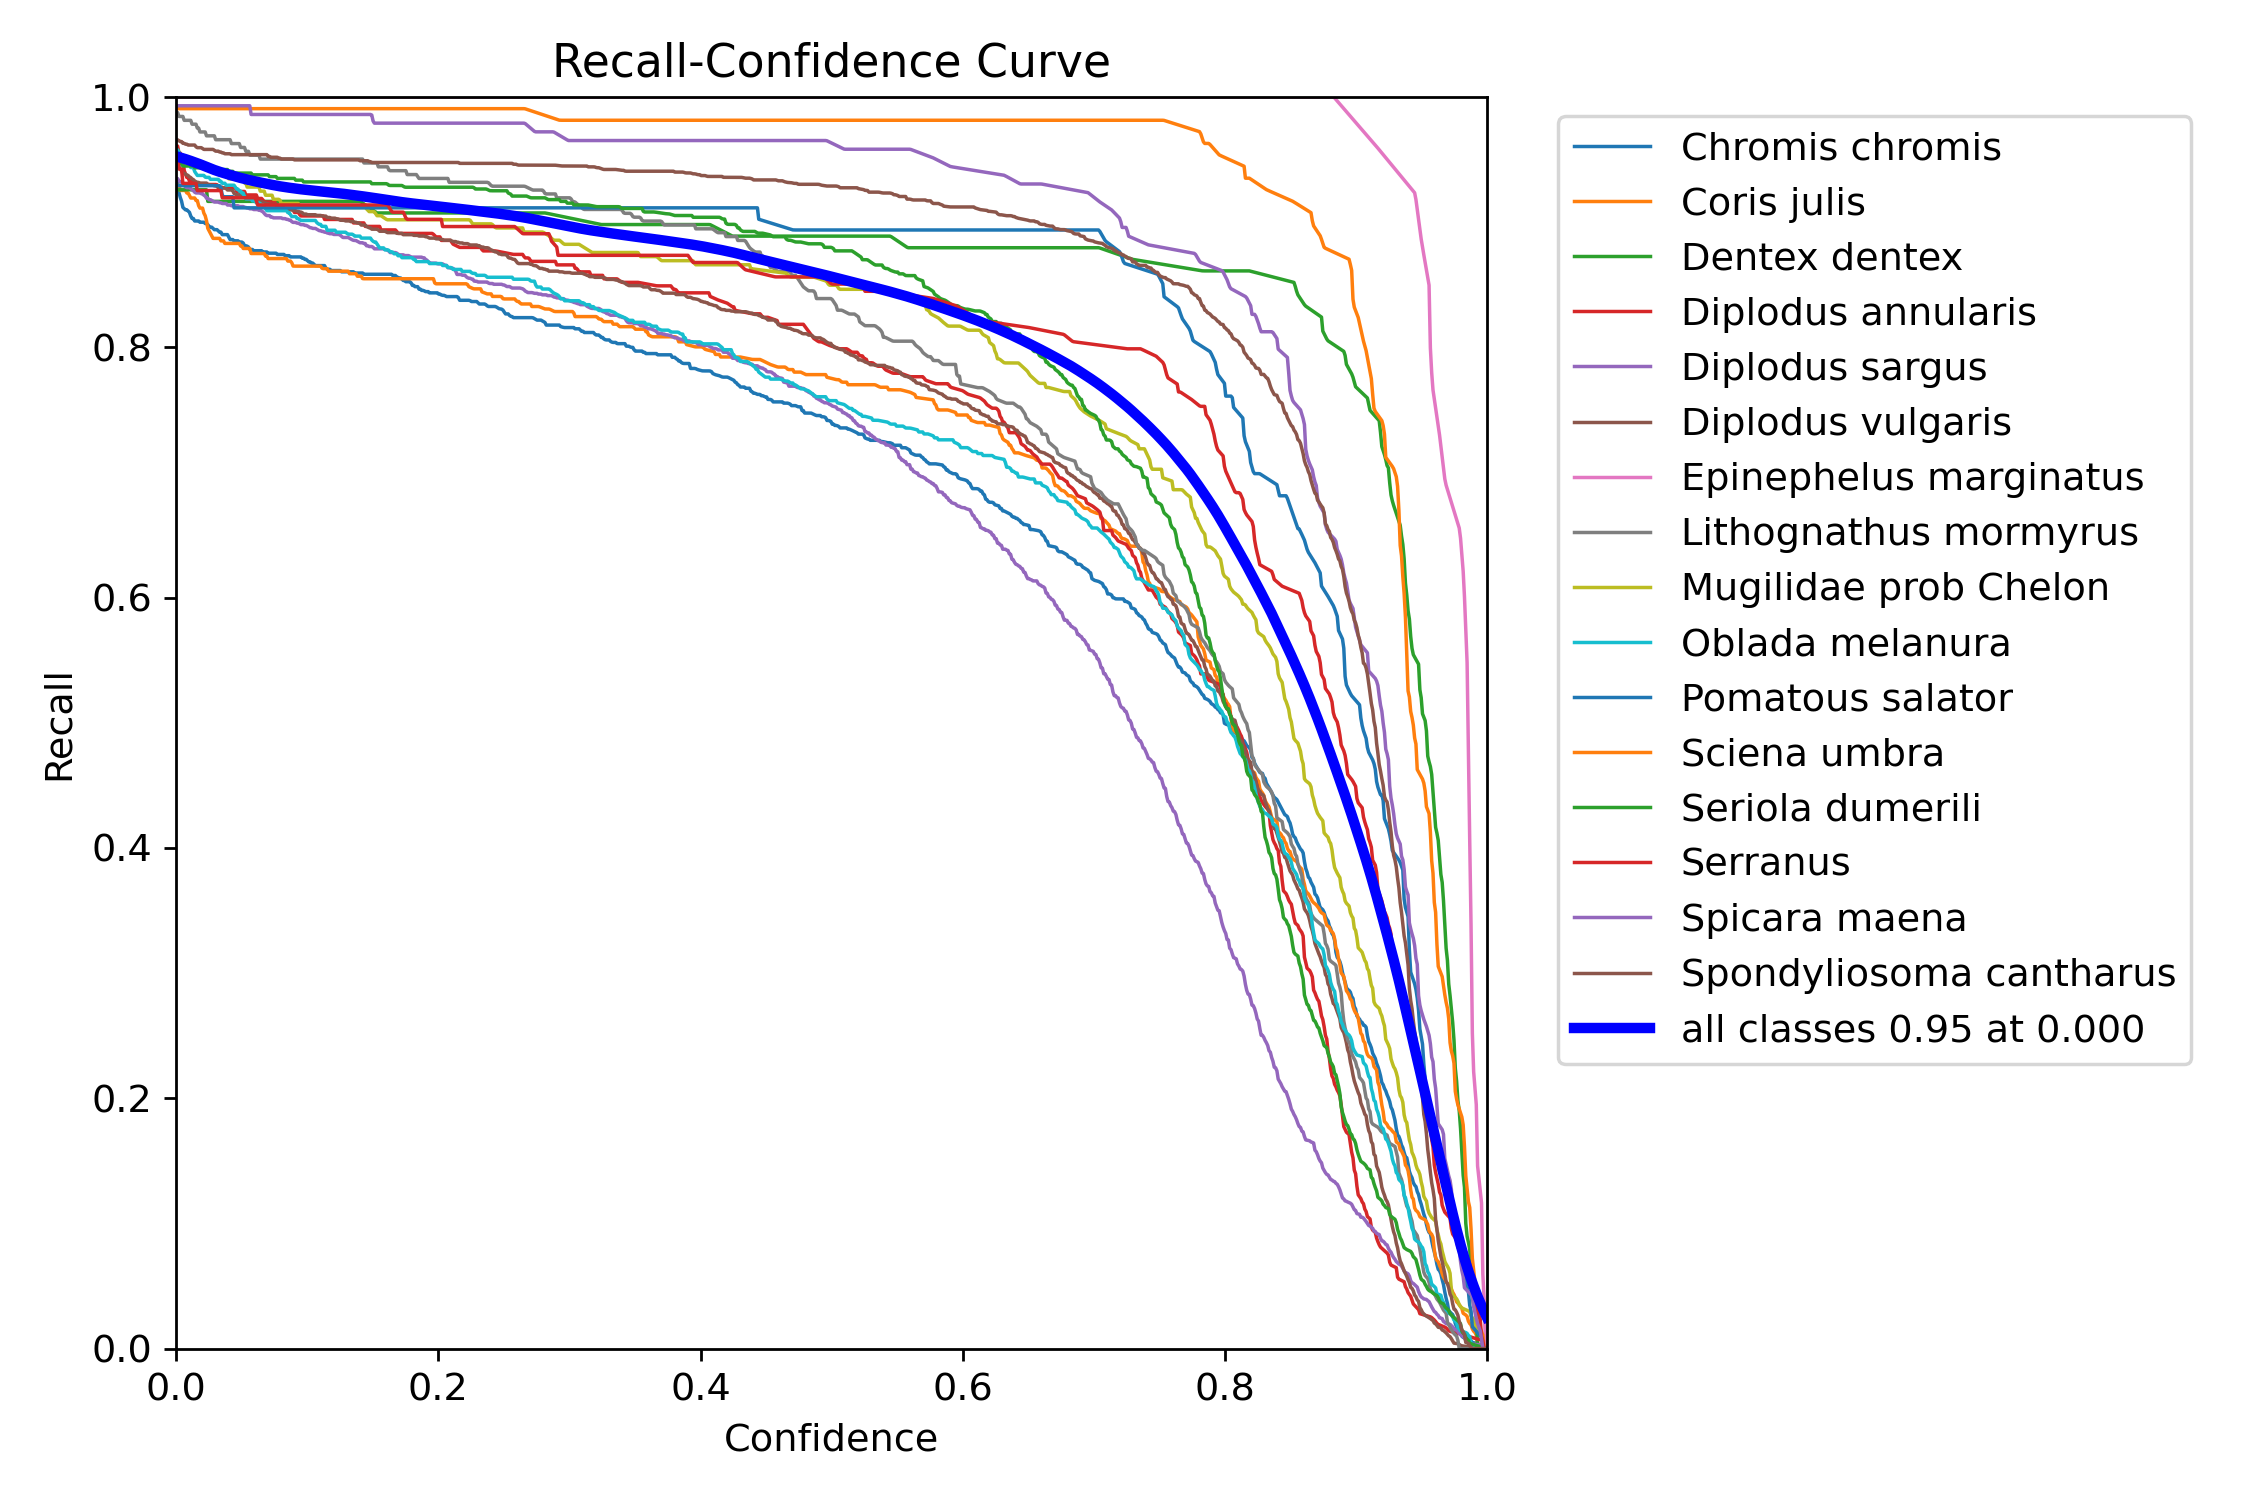 Recall-Confidence Curve
1.0
0.8
0.6
0.4
0.2
0.0
Recall
0.0 0.2 0.4 0.6 0.8 1.0
Confidence
Chromis chromis
Coris julis
Dentex dentex
Diplodus annularis
Diplodus sargus
Diplodus vulgaris
Epinephelus marginatus
Lithognathus mormyrus
Mugilidae prob Chelon
Oblada melanura
Pomatous salator
Sciena umbra
Seriola dumerili
Serranus
Spicara maena
Spondyliosoma cantharus
all classes 0.95 at 0.000